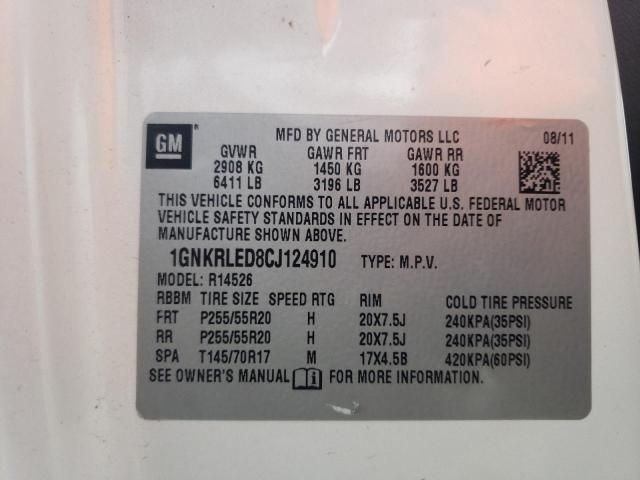 GM ® MFD BY GENERAL MOTORS LLC 08/11
GVWR GAWR FRT GAWR RR
2908 KG 1450 KG 1600 KG
6411 LB 3196 LB 3527 LB
THIS VEHICLE CONFORMS TO ALL APPLICABLE U.S. FEDERAL MOTOR
VEHICLE SAFETY STANDARDS IN EFFECT ON THE DATE OF
MANUFACTURE SHOWN ABOVE.
1GNKRLED8CJ124910 TYPE: M.P.V.
MODEL: R14526
RBBM TIRE SIZE SPEED RTG RIM COLD TIRE PRESSURE
FRT P255/55R20 H 20X7.5J 240KPA(35PSI)
RR P255/55R20 H 20X7.5J 240KPA(35PSI)
SPA T145/70R17 M 17X4.5B 420KPA(60PSI)
SEE OWNER'S MANUAL i FOR MORE INFORMATION.